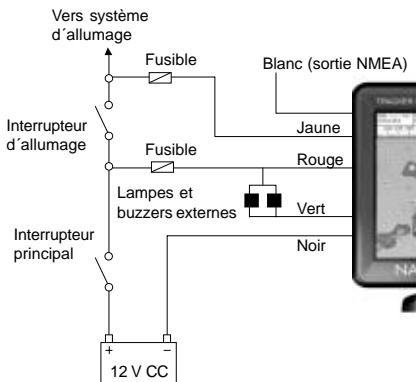 Vers système
d´allumage
Fusible
Blanc (sortie NMEA)
Jaune
Interrupteur
d´allumage
Fusible
Rouge
Lampes et
buzzers externes
Vert
Noir
Interrupteur
principal
+ −
12 V CC
NA